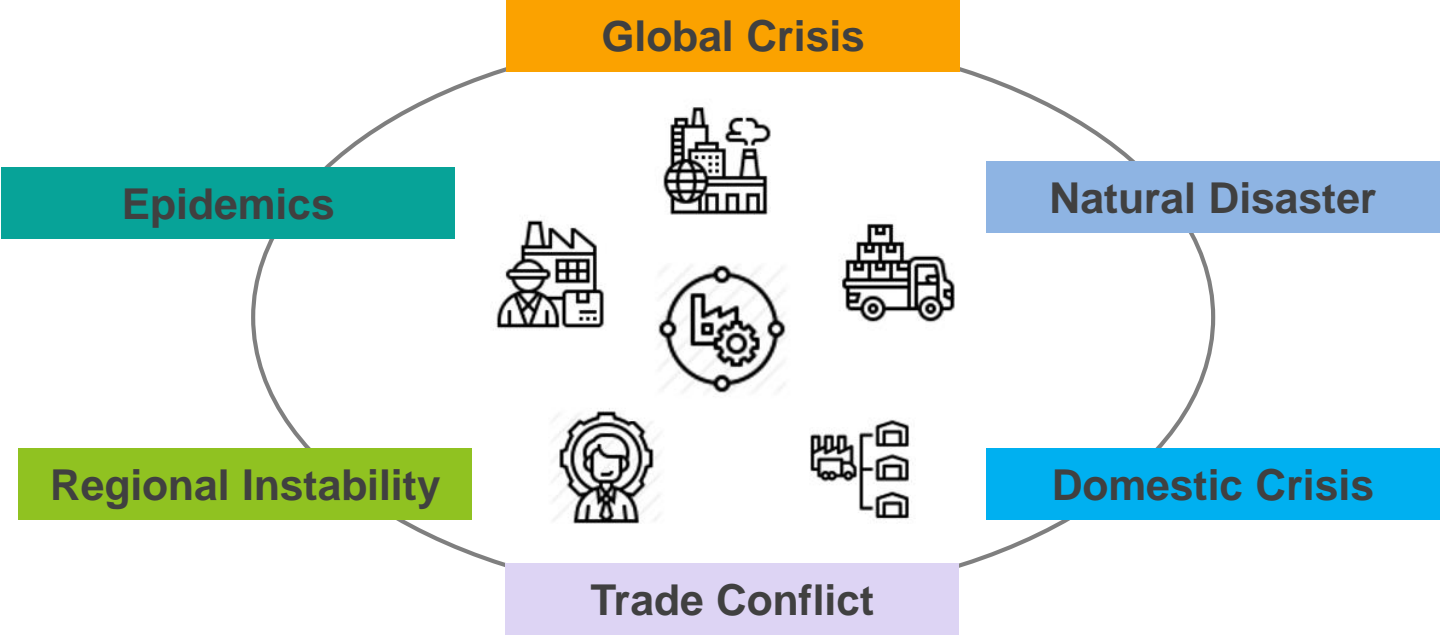 Global Crisis
Epidemics
Natural Disaster
Regional Instability
Domestic Crisis
Trade Conflict